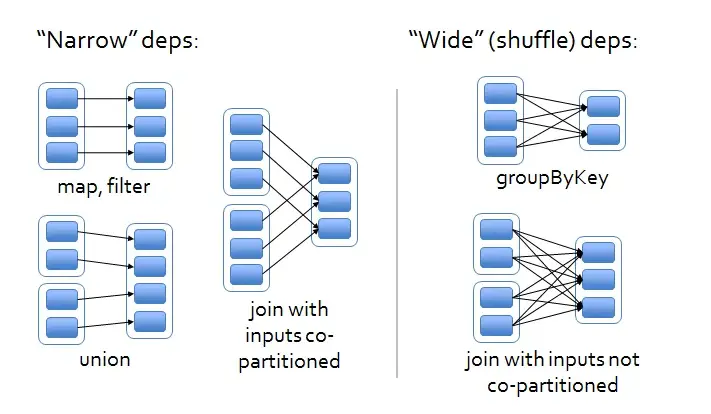 “Narrow” deps:
“Wide” (shuffle) deps:
map, filter
union
join with
inputs co-
partitioned
groupByKey
join with inputs not
co-partitioned